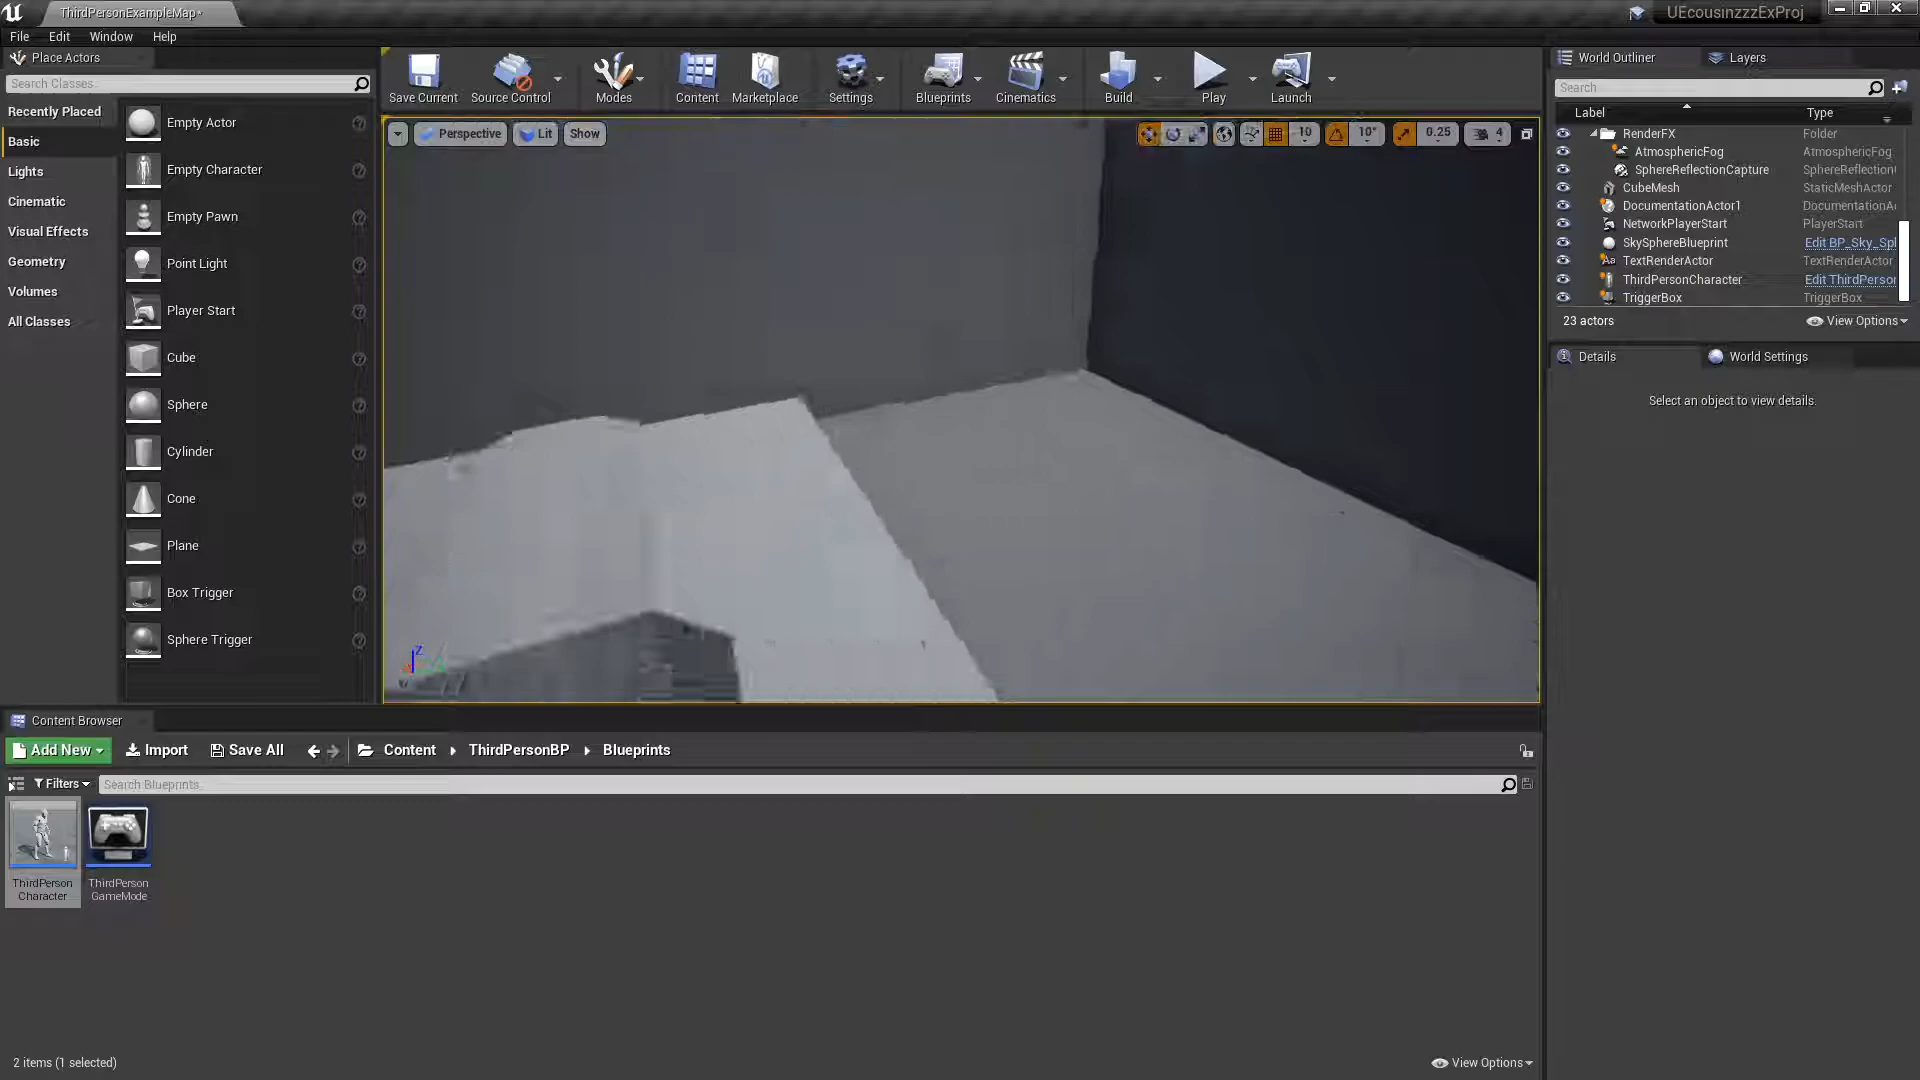 ThirdPersonExampleMap*
UEcousinzzzExProj
File Edit Window Help
Place Actors
Search Classes
Recently Placed
Basic
Lights
Cinematic
Visual Effects
Geometry
Volumes
All Classes
Empty Actor
Empty Character
Empty Pawn
Point Light
Player Start
Cube
Sphere
Cylinder
Cone
Plane
Box Trigger
Sphere Trigger
Save Current Source Control Modes Content Marketplace Settings Blueprints Cinematics Build Play Launch
Perspective Lit Show
10 10° 0.25 4
Z
World Outliner Layers
Search
Label Type
RenderFX Folder
AtmosphericFog AtmosphericFog
SphereReflectionCapture SphereReflection
CubeMesh StaticMeshActor
DocumentationActor1 DocumentationA
NetworkPlayerStart PlayerStart
SkySphereBlueprint Edit BP_Sky_Sp
TextRenderActor TextRenderActor
ThirdPersonCharacter Edit ThirdPerson
TriggerBox TriggerBox
23 actors View Options
Details World Settings
Select an object to view details.
Content Browser
Add New Import Save All Content ThirdPersonBP Blueprints
Filters Search Blueprints
ThirdPerson
Character
ThirdPerson
GameMode
2 items (1 selected) View Options